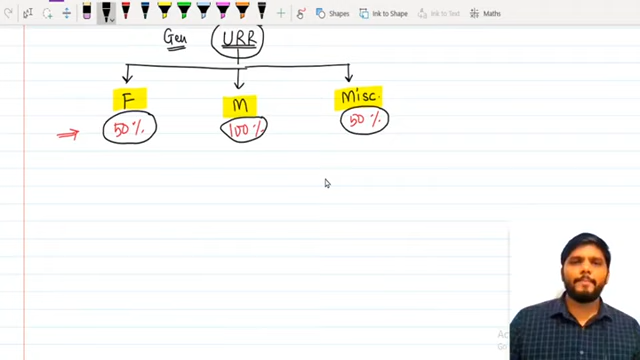 Shapes Ink to Shape Ink to Text Maths
Gen URR
F M Misc.
50% 100% 50%